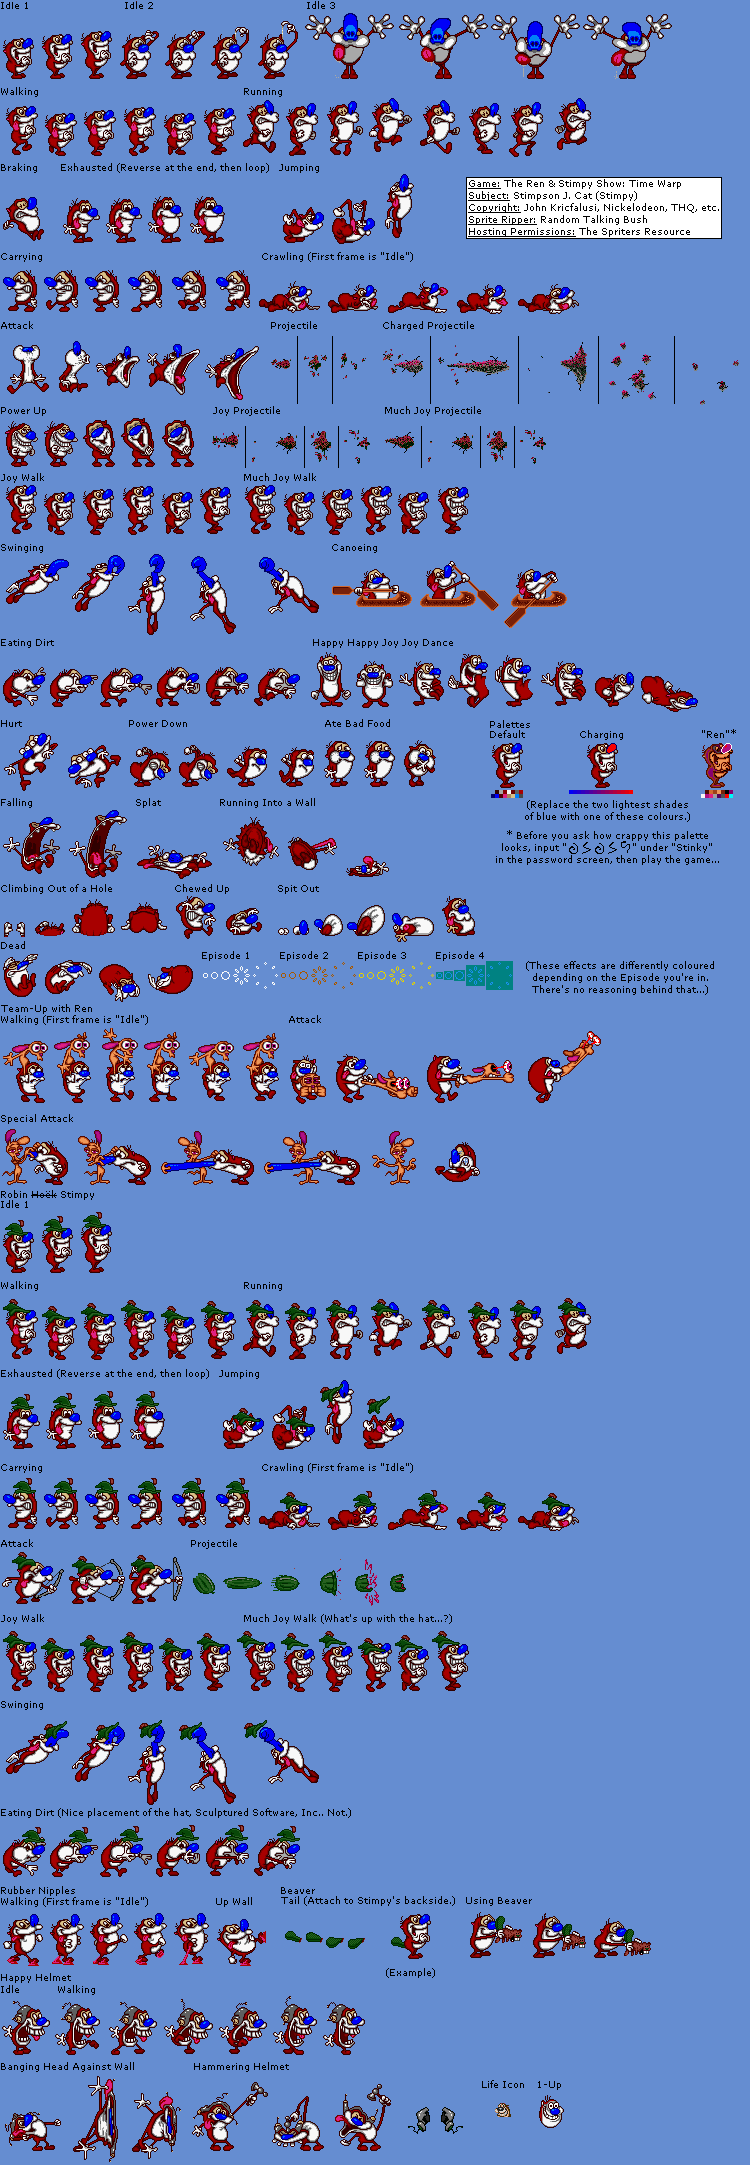 Idle 1 Idle 2 Idle 3
Walking Running
Braking Exhausted (Reverse at the end, then loop) Jumping
Game: The Ren & Stimpy Show: Time Warp
Subject: Stimpson J. Cat (Stimpy)
Copyright: John Kricfalusi, Nickelodeon, THQ, etc.
Sprite Ripper: Random Talking Bush
Hosting Permissions: The Spriters Resource
Carrying Crawling (First frame is "Idle")
Attack Projectile Charged Projectile
Power Up Joy Projectile Much Joy Projectile
Joy Walk Much Joy Walk
Swinging Canoeing
Eating Dirt Happy Happy Joy Joy Dance
Hurt Power Down Ate Bad Food Palettes
Default Charging "Ren"*
Falling Splat Running Into a Wall
(Replace the two lightest shades
of blue with one of these colours.)
* Before you ask how crappy this palette
looks, input " " under "Stinky"
in the password screen, then play the game...
Climbing Out of a Hole Chewed Up Spit Out
Dead
Episode 1 Episode 2 Episode 3 Episode 4
(These effects are differently coloured
depending on the Episode you're in.
There's no reasoning behind that...)
Team-Up with Ren
Walking (First frame is "Idle") Attack
Special Attack
Robin Hoëk Stimpy
Idle 1
Walking Running
Exhausted (Reverse at the end, then loop) Jumping
Carrying Crawling (First frame is "Idle")
Attack Projectile
Joy Walk Much Joy Walk (What's up with the hat...?)
Swinging
Eating Dirt (Nice placement of the hat, Sculptured Software, Inc.. Not.)
Rubber Nipples Beaver
Walking (First frame is "Idle") Up Wall Tail (Attach to Stimpy's backside.) Using Beaver
(Example)
Happy Helmet
Idle Walking
Banging Head Against Wall Hammering Helmet
Life Icon 1-Up